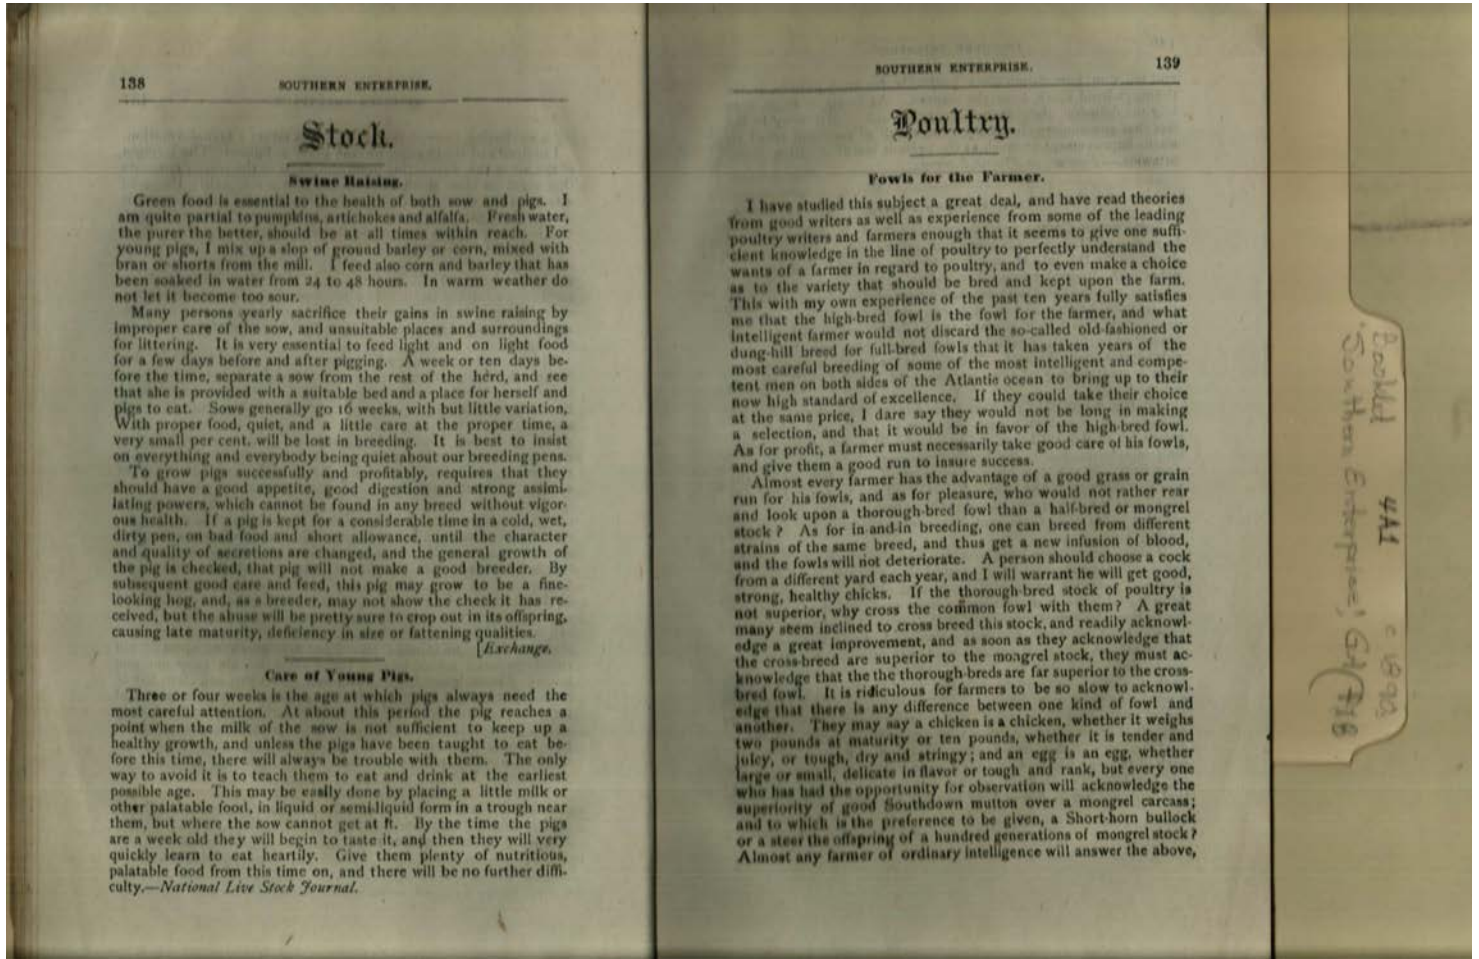 138
SOUTHERN ENTERPRISE.
Stock.
Swine Raising.
Green food is essential to the health of both sow and pigs. I
am quite partial to pumpkins, artichokes and alfalfa. Fresh water,
the purer the better, should be at all times within reach. For
young pigs, I mix up a slop of ground barley or corn, mixed with
bran or shorts from the mill. I feed also corn and barley that has
been soaked in water from 24 to 48 hours. In warm weather do
not let it become too sour.
Many persons yearly sacrifice their gains in swine raising by
improper care of the sow, and unsuitable places and surroundings
for littering. It is very essential to feed light and on light food
for a few days before and after pigging. A week or ten days be-
fore the time, separate a sow from the rest of the herd, and see
that she is provided with a suitable bed and a place for herself and
pigs to eat. Sows generally go 16 weeks, with but little variation,
With proper food, quiet, and a little care at the proper time, a
very small per cent. will be lost in breeding. It is best to insist
on everything and everybody being quiet about our breeding pens.
To grow pigs successfully and profitably, requires that they
should have a good appetite, good digestion and strong assimi-
lating powers, which cannot be found in any breed without vigor-
ous health. If a pig is kept for a considerable time in a cold, wet,
dirty pen, on bad food and short allowance, until the character
and quality of secretions are changed, and the general growth of
the pig is checked, that pig will not make a good breeder. By
subsequent good care and feed, this pig may grow to be a fine-
looking hog, and, as a breeder, may not show the check it has re-
ceived, but the abuse will be pretty sure to crop out in its offspring,
causing late maturity, deficiency in size or fattening qualities.
[Exchange.
Care of Young Pigs.
Three or four weeks is the age at which pigs always need the
most careful attention. At about this period the pig reaches a
point when the milk of the sow is not sufficient to keep up a
healthy growth, and unless the pigs have been taught to eat be-
fore this time, there will always be trouble with them. The only
way to avoid it is to teach them to eat and drink at the earliest
possible age. This may be easily done by placing a little milk or
other palatable food, in liquid or semi-liquid form in a trough near
them, but where the sow cannot get at it. By the time the pigs
are a week old they will begin to taste it, and then they will very
quickly learn to eat heartily. Give them plenty of nutritious,
palatable food from this time on, and there will be no further diffi-
culty.—National Live Stock Journal.
SOUTHERN ENTERPRISE.
139
Poultry.
Fowls for the Farmer.
I have studied this subject a great deal, and have read theories
from good writers as well as experience from some of the leading
poultry writers and farmers enough that it seems to give one suffi-
cient knowledge in the line of poultry to perfectly understand the
wants of a farmer in regard to poultry, and to even make a choice
as to the variety that should be bred and kept upon the farm.
This with my own experience of the past ten years fully satisfies
me that the high-bred fowl is the fowl for the farmer, and what
intelligent farmer would not discard the so-called old-fashioned or
dung-hill breed for full-bred fowls that it has taken years of the
most careful breeding of some of the most intelligent and compe-
tent men on both sides of the Atlantic ocean to bring up to their
now high standard of excellence. If they could take their choice
at the same price, I dare say they would not be long in making
a selection, and that it would be in favor of the high-bred fowl.
As for profit, a farmer must necessarily take good care of his fowls,
and give them a good run to insure success.
Almost every farmer has the advantage of a good grass or grain
run for his fowls, and as for pleasure, who would not rather rear
and look upon a thorough-bred fowl than a half-bred or mongrel
stock? As for in-and-in breeding, one can breed from different
strains of the same breed, and thus get a new infusion of blood,
and the fowls will not deteriorate. A person should choose a cock
from a different yard each year, and I will warrant he will get good,
strong, healthy chicks. If the thorough-bred stock of poultry is
not superior, why cross the common fowl with them? A great
many seem inclined to cross breed this stock, and readily acknowl-
edge a great improvement, and as soon as they acknowledge that
the cross-breed are superior to the mongrel stock, they must ac-
knowledge that the the thorough-breds are far superior to the cross-
bred fowl. It is ridiculous for farmers to be so slow to acknowl-
edge that there is any difference between one kind of fowl and
another. They may say a chicken is a chicken, whether it weighs
two pounds at maturity or ten pounds, whether it is tender and
juicy, or tough, dry and stringy; and an egg is an egg, whether
large or small, delicate in flavor or tough and rank, but every one
who has had the opportunity for observation will acknowledge the
superiority of good Southdown mutton over a mongrel carcass;
and to which is the preference to be given, a Short-horn bullock
or a steer the offspring of a hundred generations of mongrel stock?
Almost any farmer of ordinary intelligence will answer the above,
Booklet 4A1 c 1892
"Southern Enterprise,